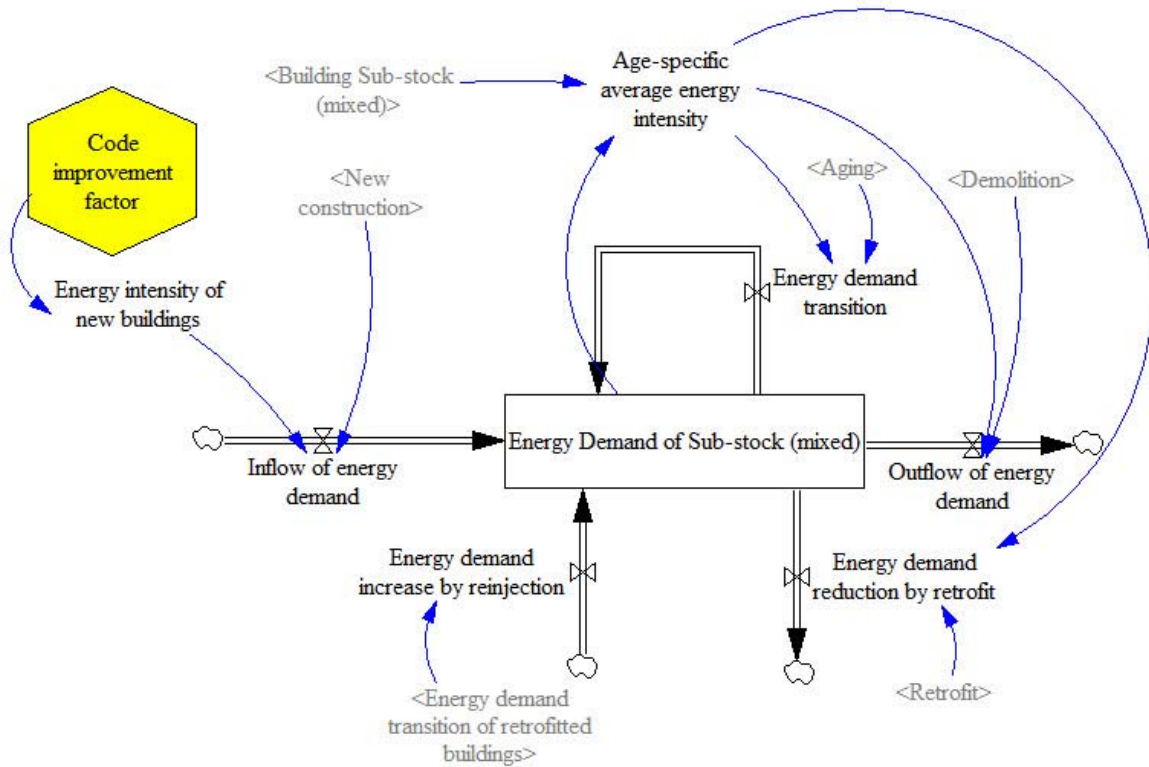 Age-specific
average energy
intensity
<Building Sub-stock
(mixed)>
Code
improvement
factor
<New
construction>
<Aging>
<Demolition>
Energy intensity of
new buildings
Energy demand
transition
Energy Demand of Sub-stock (mixed)
Inflow of energy
demand
Outflow of energy
demand
Energy demand
increase by reinjection
Energy demand
reduction by retrofit
<Energy demand
transition of retrofitted
buildings>
<Retrofit>